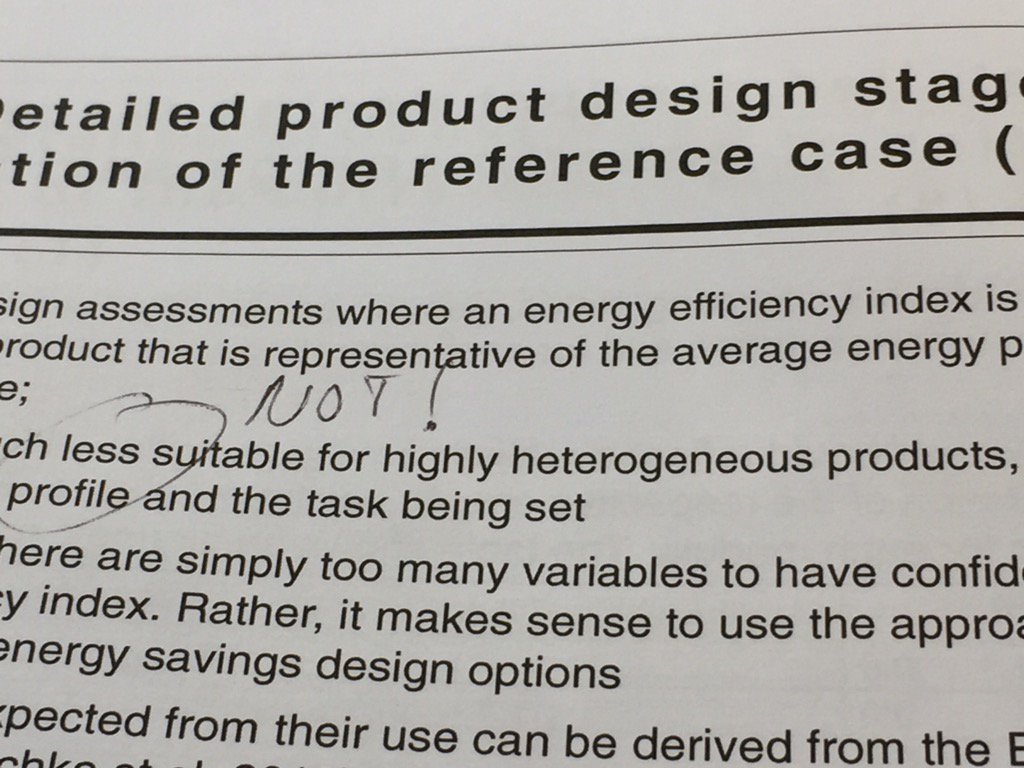 etailed product design stag
tion of the reference case (
sign assessments where an energy efficiency index is
product that is representative of the average energy p
e;
NOT!
ch less suitable for highly heterogeneous products,
profile and the task being set
here are simply too many variables to have confid
cy index. Rather, it makes sense to use the approa
energy savings design options
xpected from their use can be derived from the E